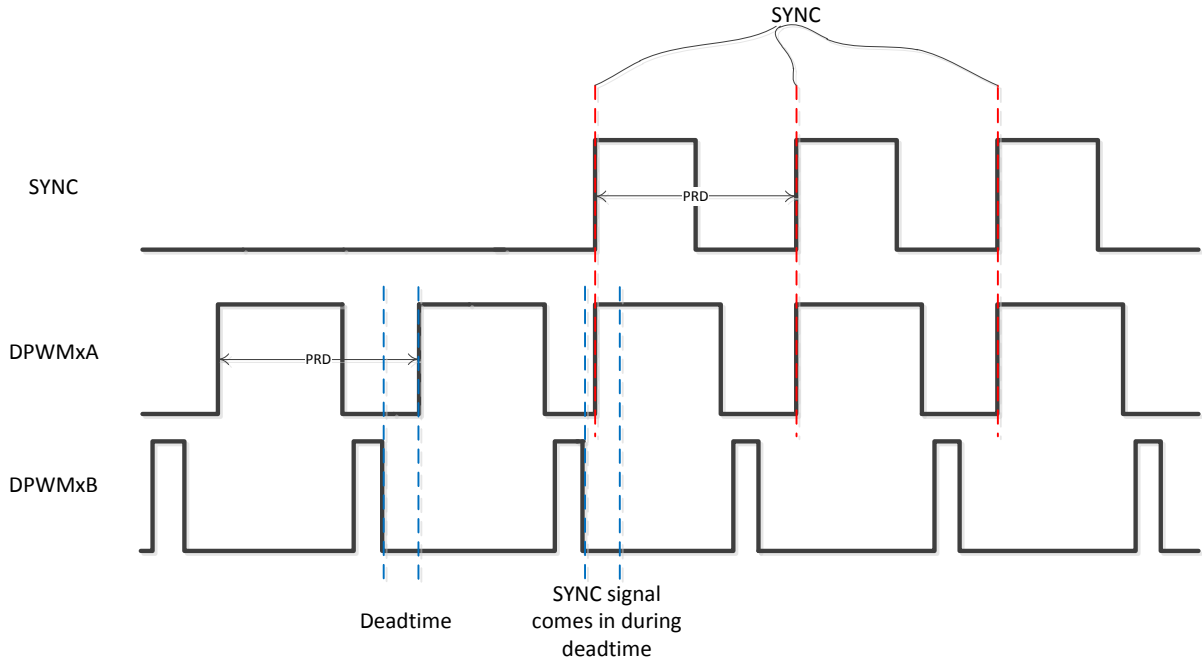 SYNC
SYNC
PRD
DPWMxA
PRD
DPWMxB
Deadtime
SYNC signal
comes in during
deadtime